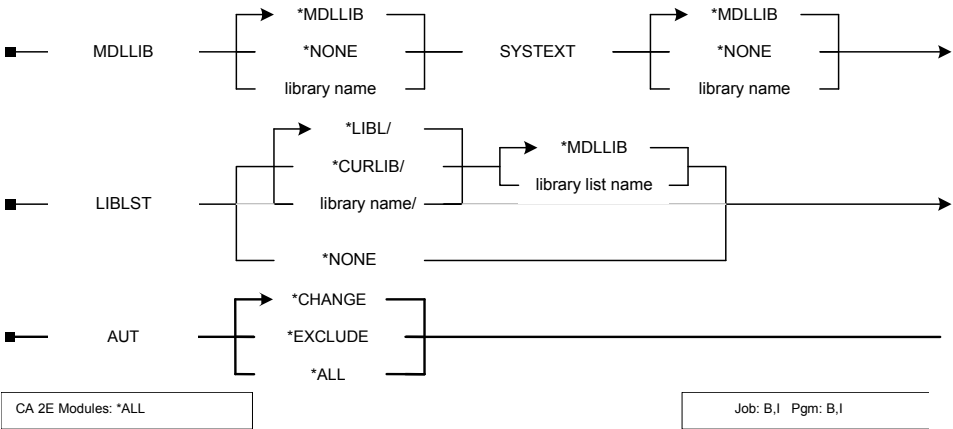 *MDLLIB *MDLLIB
MDLLIB *NONE SYSTEXT *NONE
library name library name
*LIBL/
*CURLIB/ *MDLLIB
library list name
LIBLST library name/
*NONE
*CHANGE
AUT *EXCLUDE
*ALL
CA 2E Modules: *ALL Job: B,I Pgm: B,I